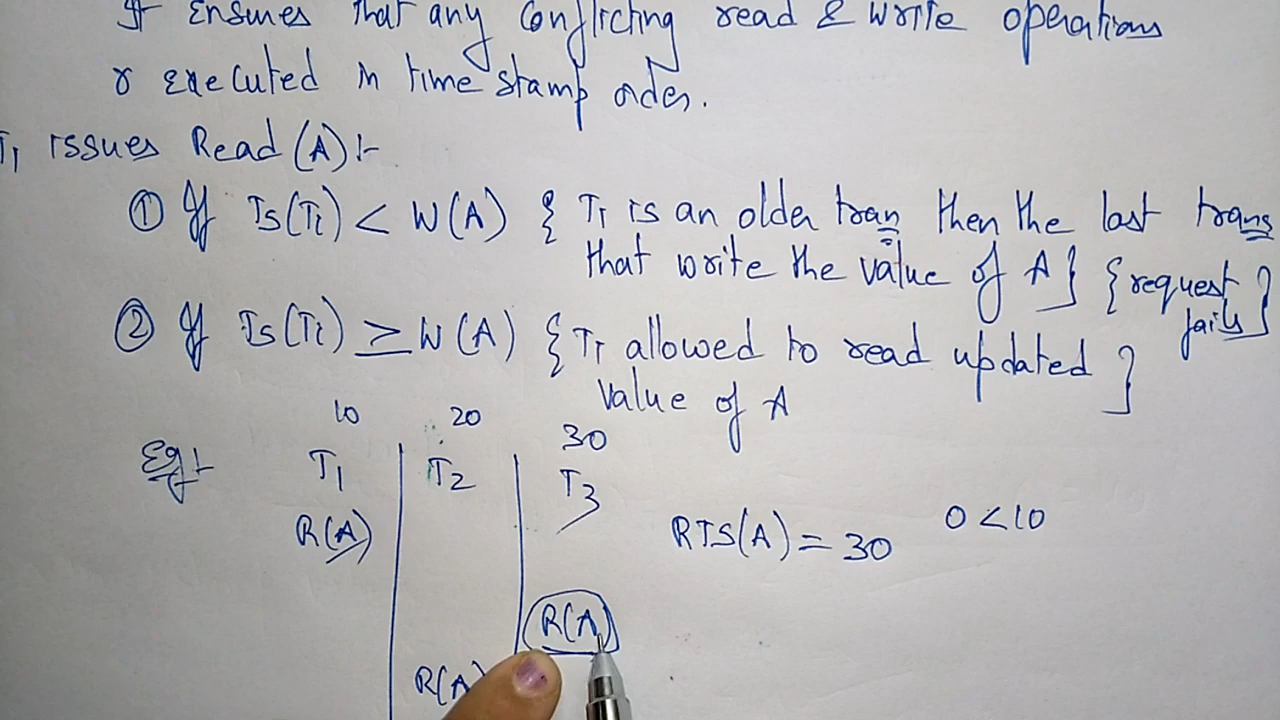 It Ensures that any Conflicting read & write operations
r Executed in time stamp order.
T1 issues Read (A) :-
① If Ts(Ti) < W(A) { Ti is an older tran then the last trans
that write the value of A} {request
fails}
② If Ts(Ti) ≥ W(A) { Ti allowed to read updated }
value of A
10 20 30
Eg:- T1 T2 T3
R(A)
RTS(A) = 30 0 < 10
R(A)
R(A)